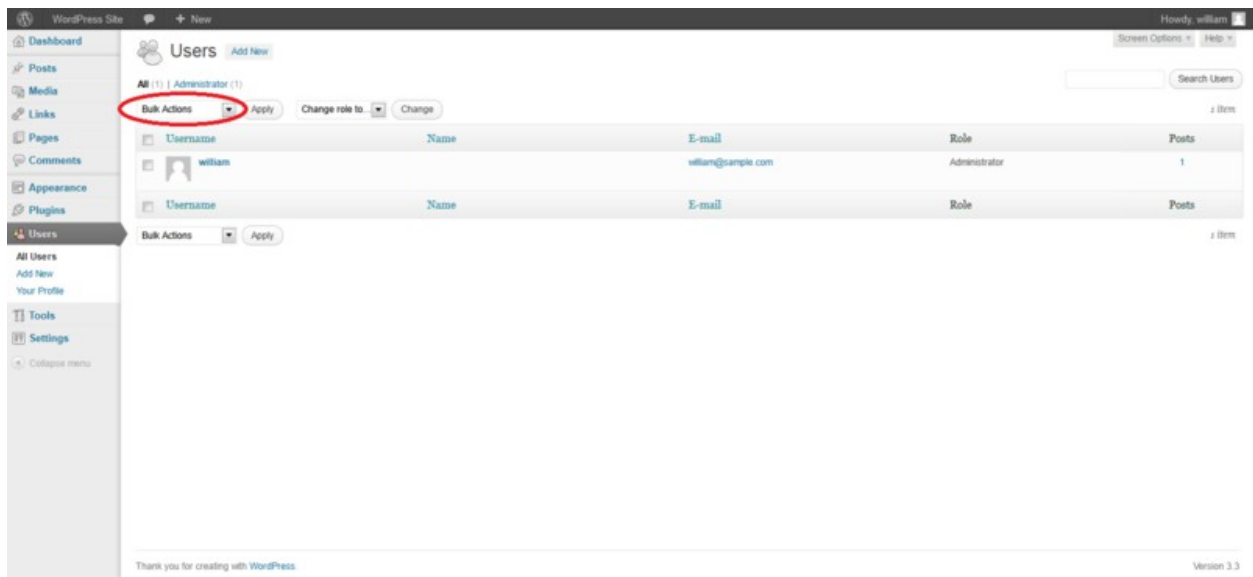 WordPress Site + New Howdy, william
Dashboard
Posts
Media
Links
Pages
Comments
Appearance
Plugins
Users
All Users
Add New
Your Profile
Tools
Settings
Collapse menu
Screen Options Help
Users Add New
All (1) | Administrator (1)
Search Users
Bulk Actions Apply Change role to... Change 1 item
Username Name E-mail Role Posts
william william@sample.com Administrator 1
Username Name E-mail Role Posts
Bulk Actions Apply 1 item
Thank you for creating with WordPress. Version 3.3